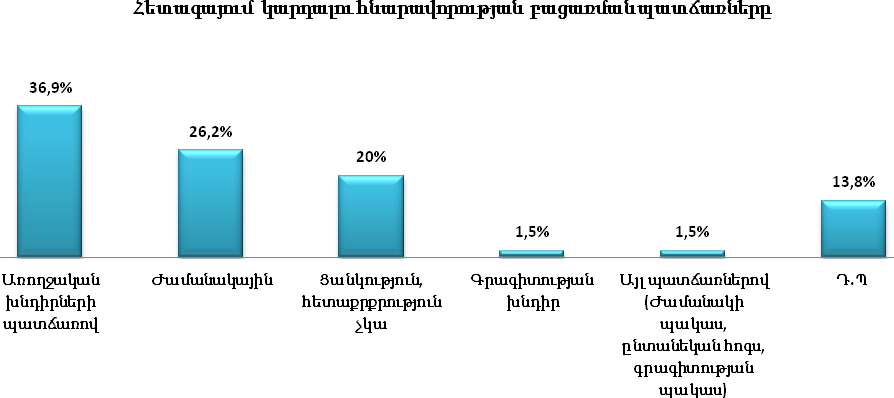 Հետագայում կարդալու հնարավորության բացառման պատճառները
36,9%
26,2%
20%
1,5%
1,5%
13,8%
Առողջական
խնդիրների
պատճառով
Ժամանակային
Ցանկություն,
հետաքրքրություն
չկա
Գրագիտության
խնդիր
Այլ պատճառներով
(Ժամանակի
պակաս,
ընտանեկան հոգս,
գրագիտության
պակաս)
Դ.Պ